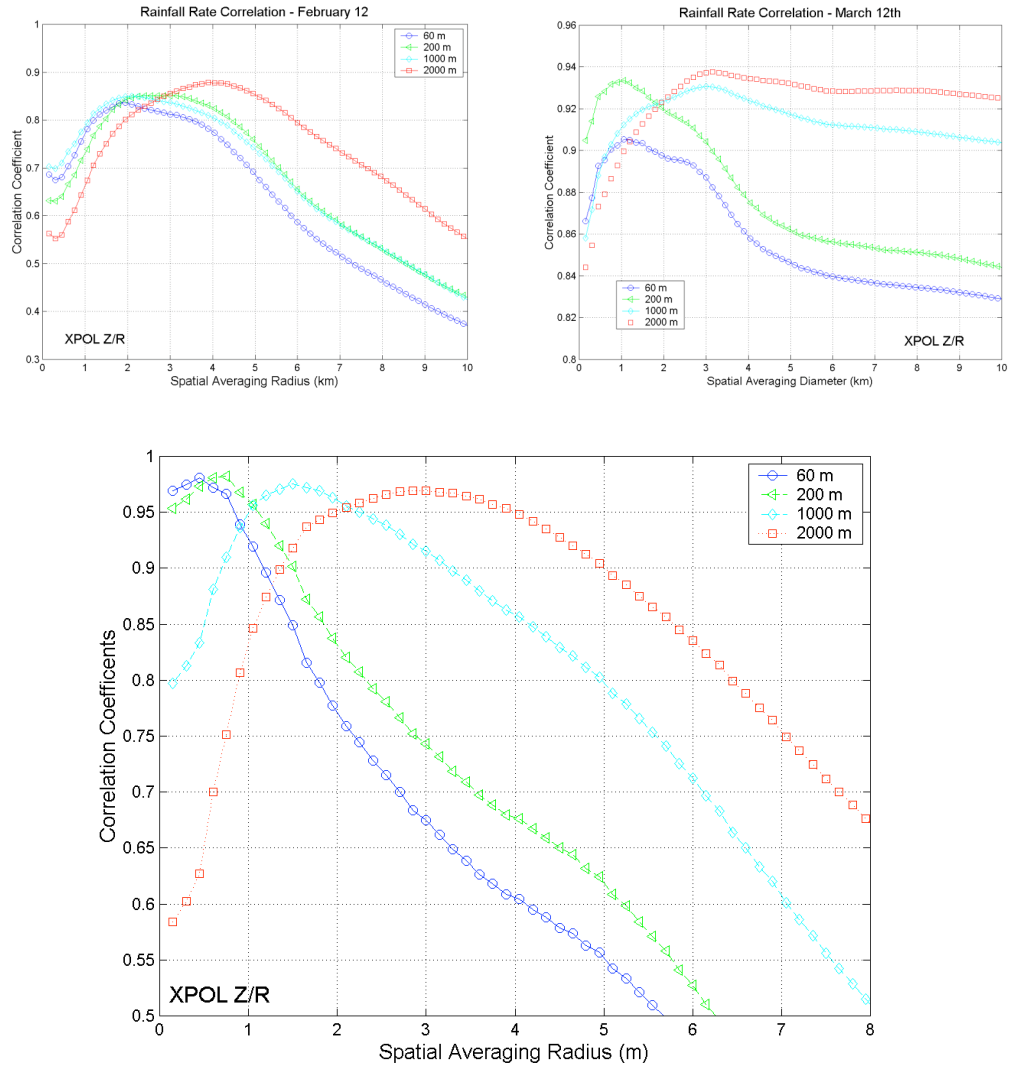 Rainfall Rate Correlation - February 12
1
0.9
0.8
0.7
0.6
0.5
0.4
0.3
Correlation Coefficient
60 m
200 m
1000 m
2000 m
XPOL Z/R
0 1 2 3 4 5 6 7 8 9 10
Spatial Averaging Radius (km)
Rainfall Rate Correlation - March 12th
0.96
0.94
0.92
0.9
0.88
0.86
0.84
0.82
0.8
Correlation Coefficient
60 m
200 m
1000 m
2000 m
XPOL Z/R
0 1 2 3 4 5 6 7 8 9 10
Spatial Averaging Diameter (km)
1
0.95
0.9
0.85
0.8
0.75
0.7
0.65
0.6
0.55
0.5
Correlation Coefficents
60 m
200 m
1000 m
2000 m
XPOL Z/R
0 1 2 3 4 5 6 7 8
Spatial Averaging Radius (m)